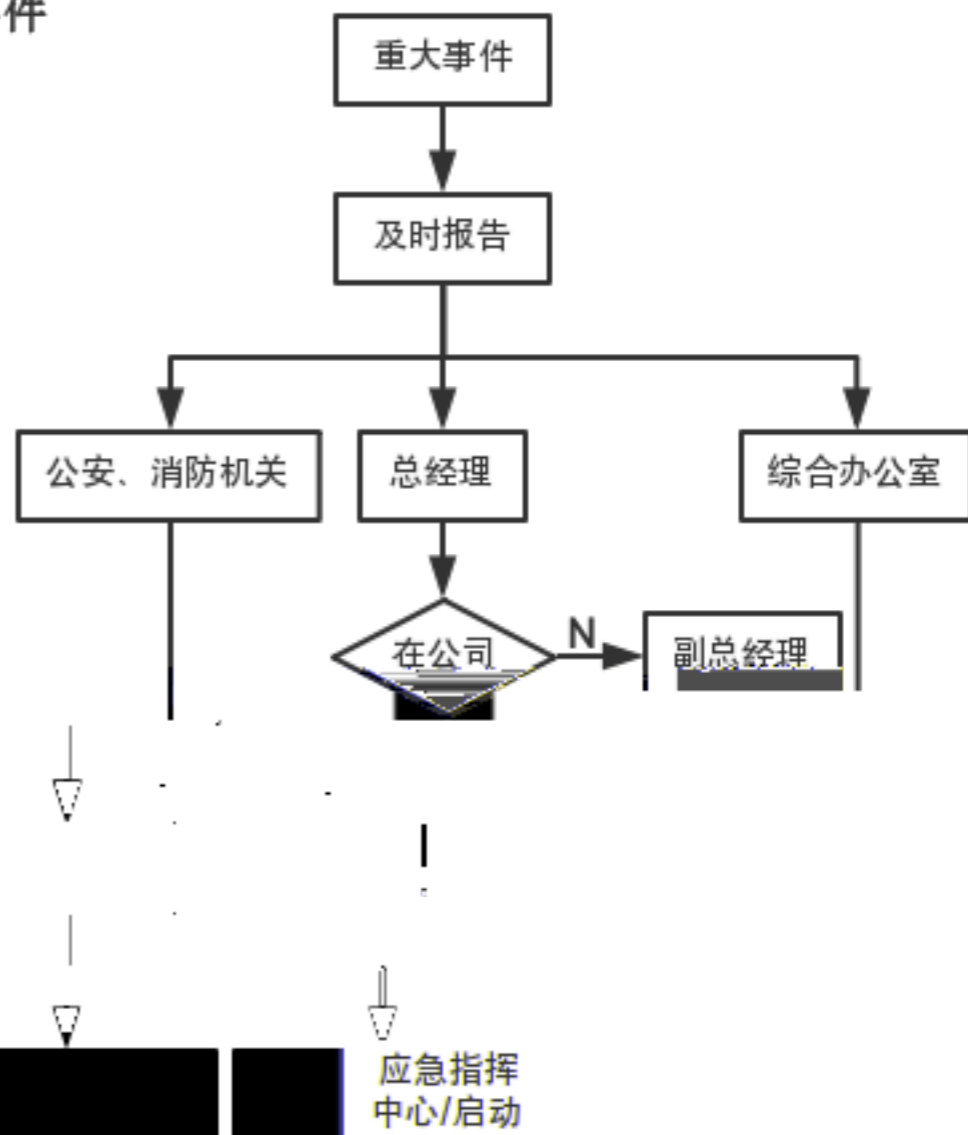 件
重大事件
及时报告
公安、消防机关
总经理
综合办公室
在公司
N
副总经理
应急指挥
中心/启动